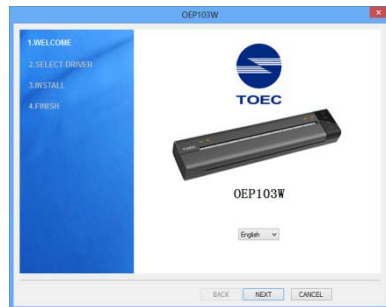 OEP103W
1.WELCOME
2.SELECT DRIVER
3.INSTALL
4.FINISH
TOEC
OEP103W
English
BACK
NEXT
CANCEL